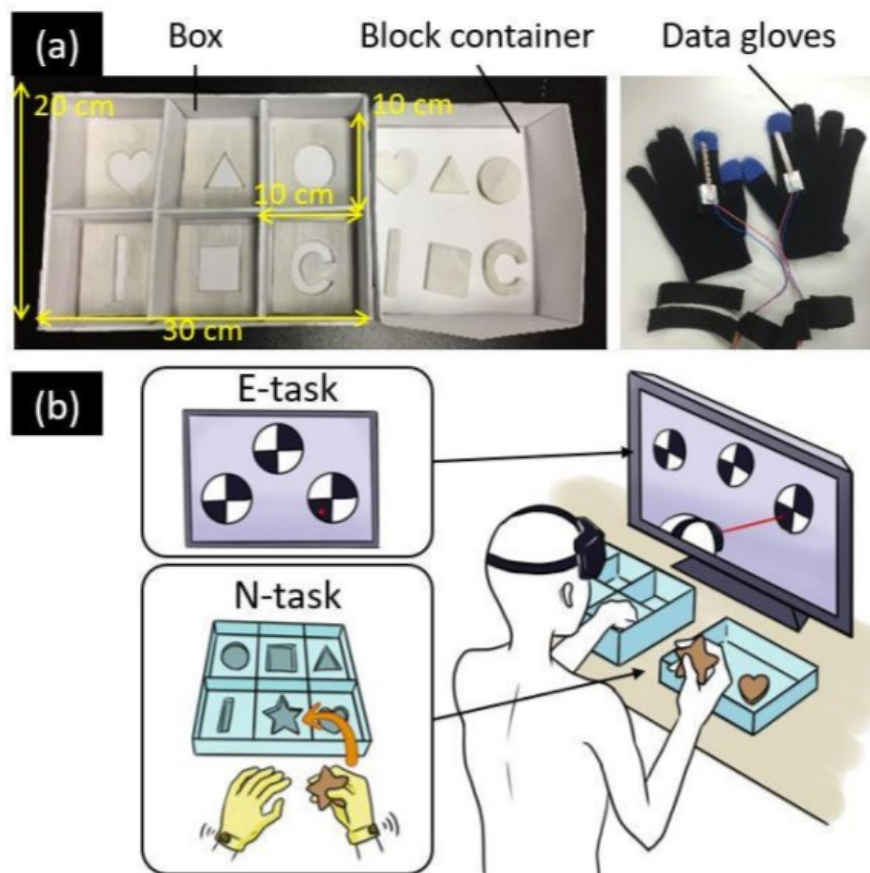 (a)
Box
Block container
Data gloves
20 cm
10 cm
10 cm
30 cm
(b)
E-task
N-task